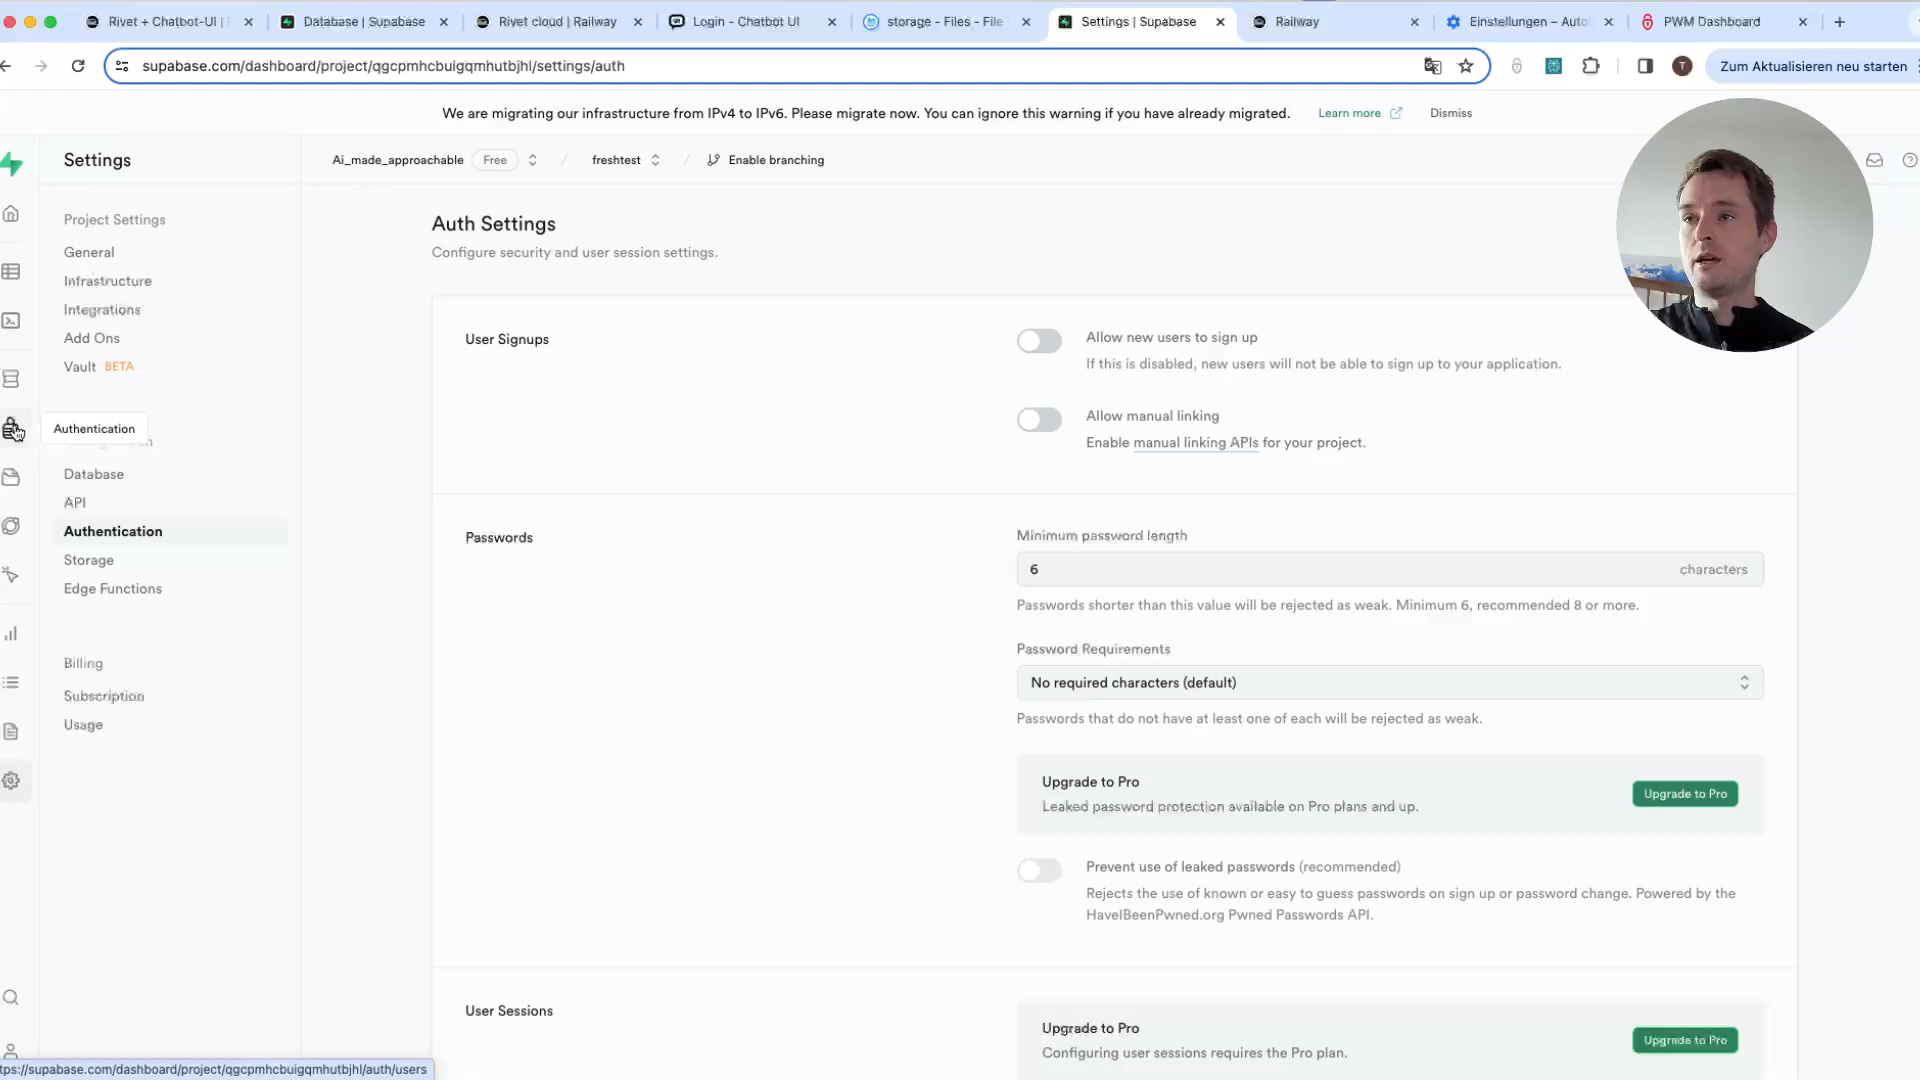 Rivet + Chatbot-UI |
Database | Supabase
Rivet cloud | Railway
Login - Chatbot UI
storage - Files - File
Settings | Supabase
Railway
Einstellungen – Auto
PWM Dashboard
supabase.com/dashboard/project/qgcpmhcbuigqmhutbjhl/settings/auth
T
Zum Aktualisieren neu starten
We are migrating our infrastructure from IPv4 to IPv6. Please migrate now. You can ignore this warning if you have already migrated.
Learn more
Dismiss
Settings
Ai_made_approachable
Free
/
freshtest
/
Enable branching
Project Settings
General
Infrastructure
Integrations
Add Ons
Vault BETA
Authentication
Database
API
Authentication
Storage
Edge Functions
Billing
Subscription
Usage
Auth Settings
Configure security and user session settings.
User Signups
Allow new users to sign up
If this is disabled, new users will not be able to sign up to your application.
Allow manual linking
Enable manual linking APIs for your project.
Passwords
Minimum password length
6
characters
Passwords shorter than this value will be rejected as weak. Minimum 6, recommended 8 or more.
Password Requirements
No required characters (default)
Passwords that do not have at least one of each will be rejected as weak.
Upgrade to Pro
Leaked password protection available on Pro plans and up.
Upgrade to Pro
Prevent use of leaked passwords (recommended)
Rejects the use of known or easy to guess passwords on sign up or password change. Powered by the
HaveIBeenPwned.org Pwned Passwords API.
User Sessions
Upgrade to Pro
Configuring user sessions requires the Pro plan.
Upgrade to Pro
tps://supabase.com/dashboard/project/qgcpmhcbuigqmhutbjhl/auth/users